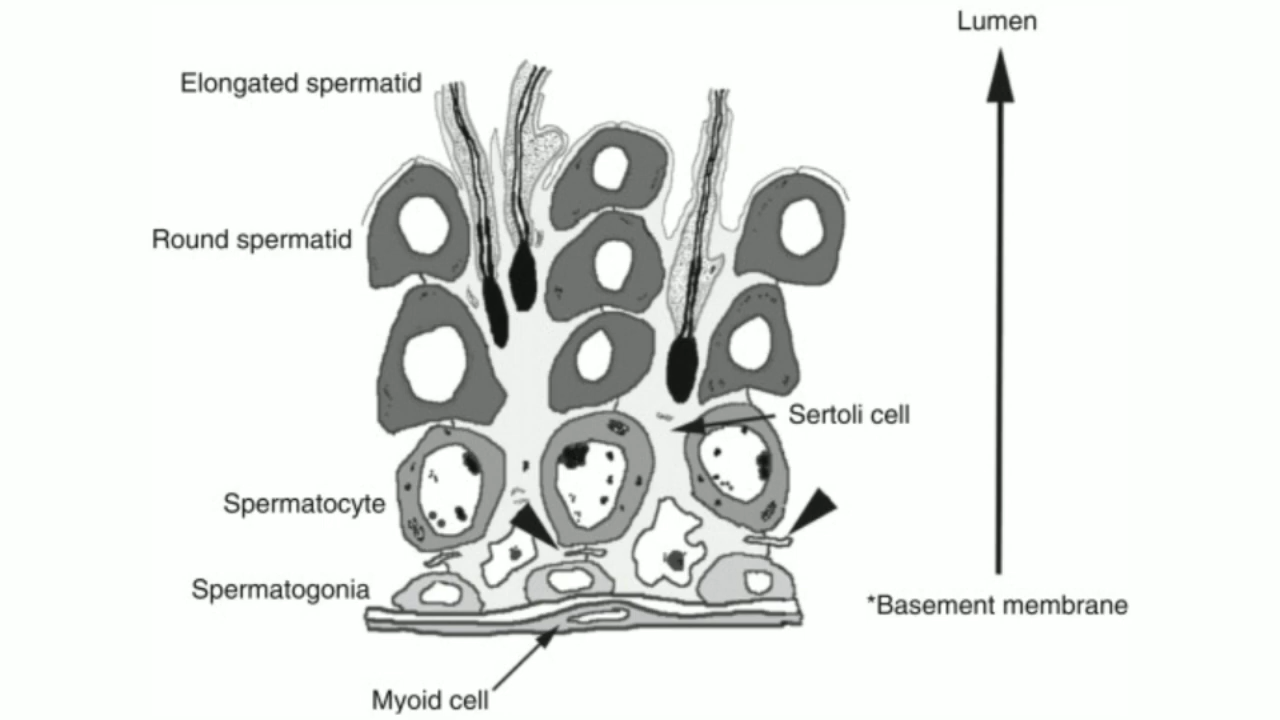 Lumen
Elongated spermatid
Round spermatid
Sertoli cell
Spermatocyte
Spermatogonia
*Basement membrane
Myoid cell